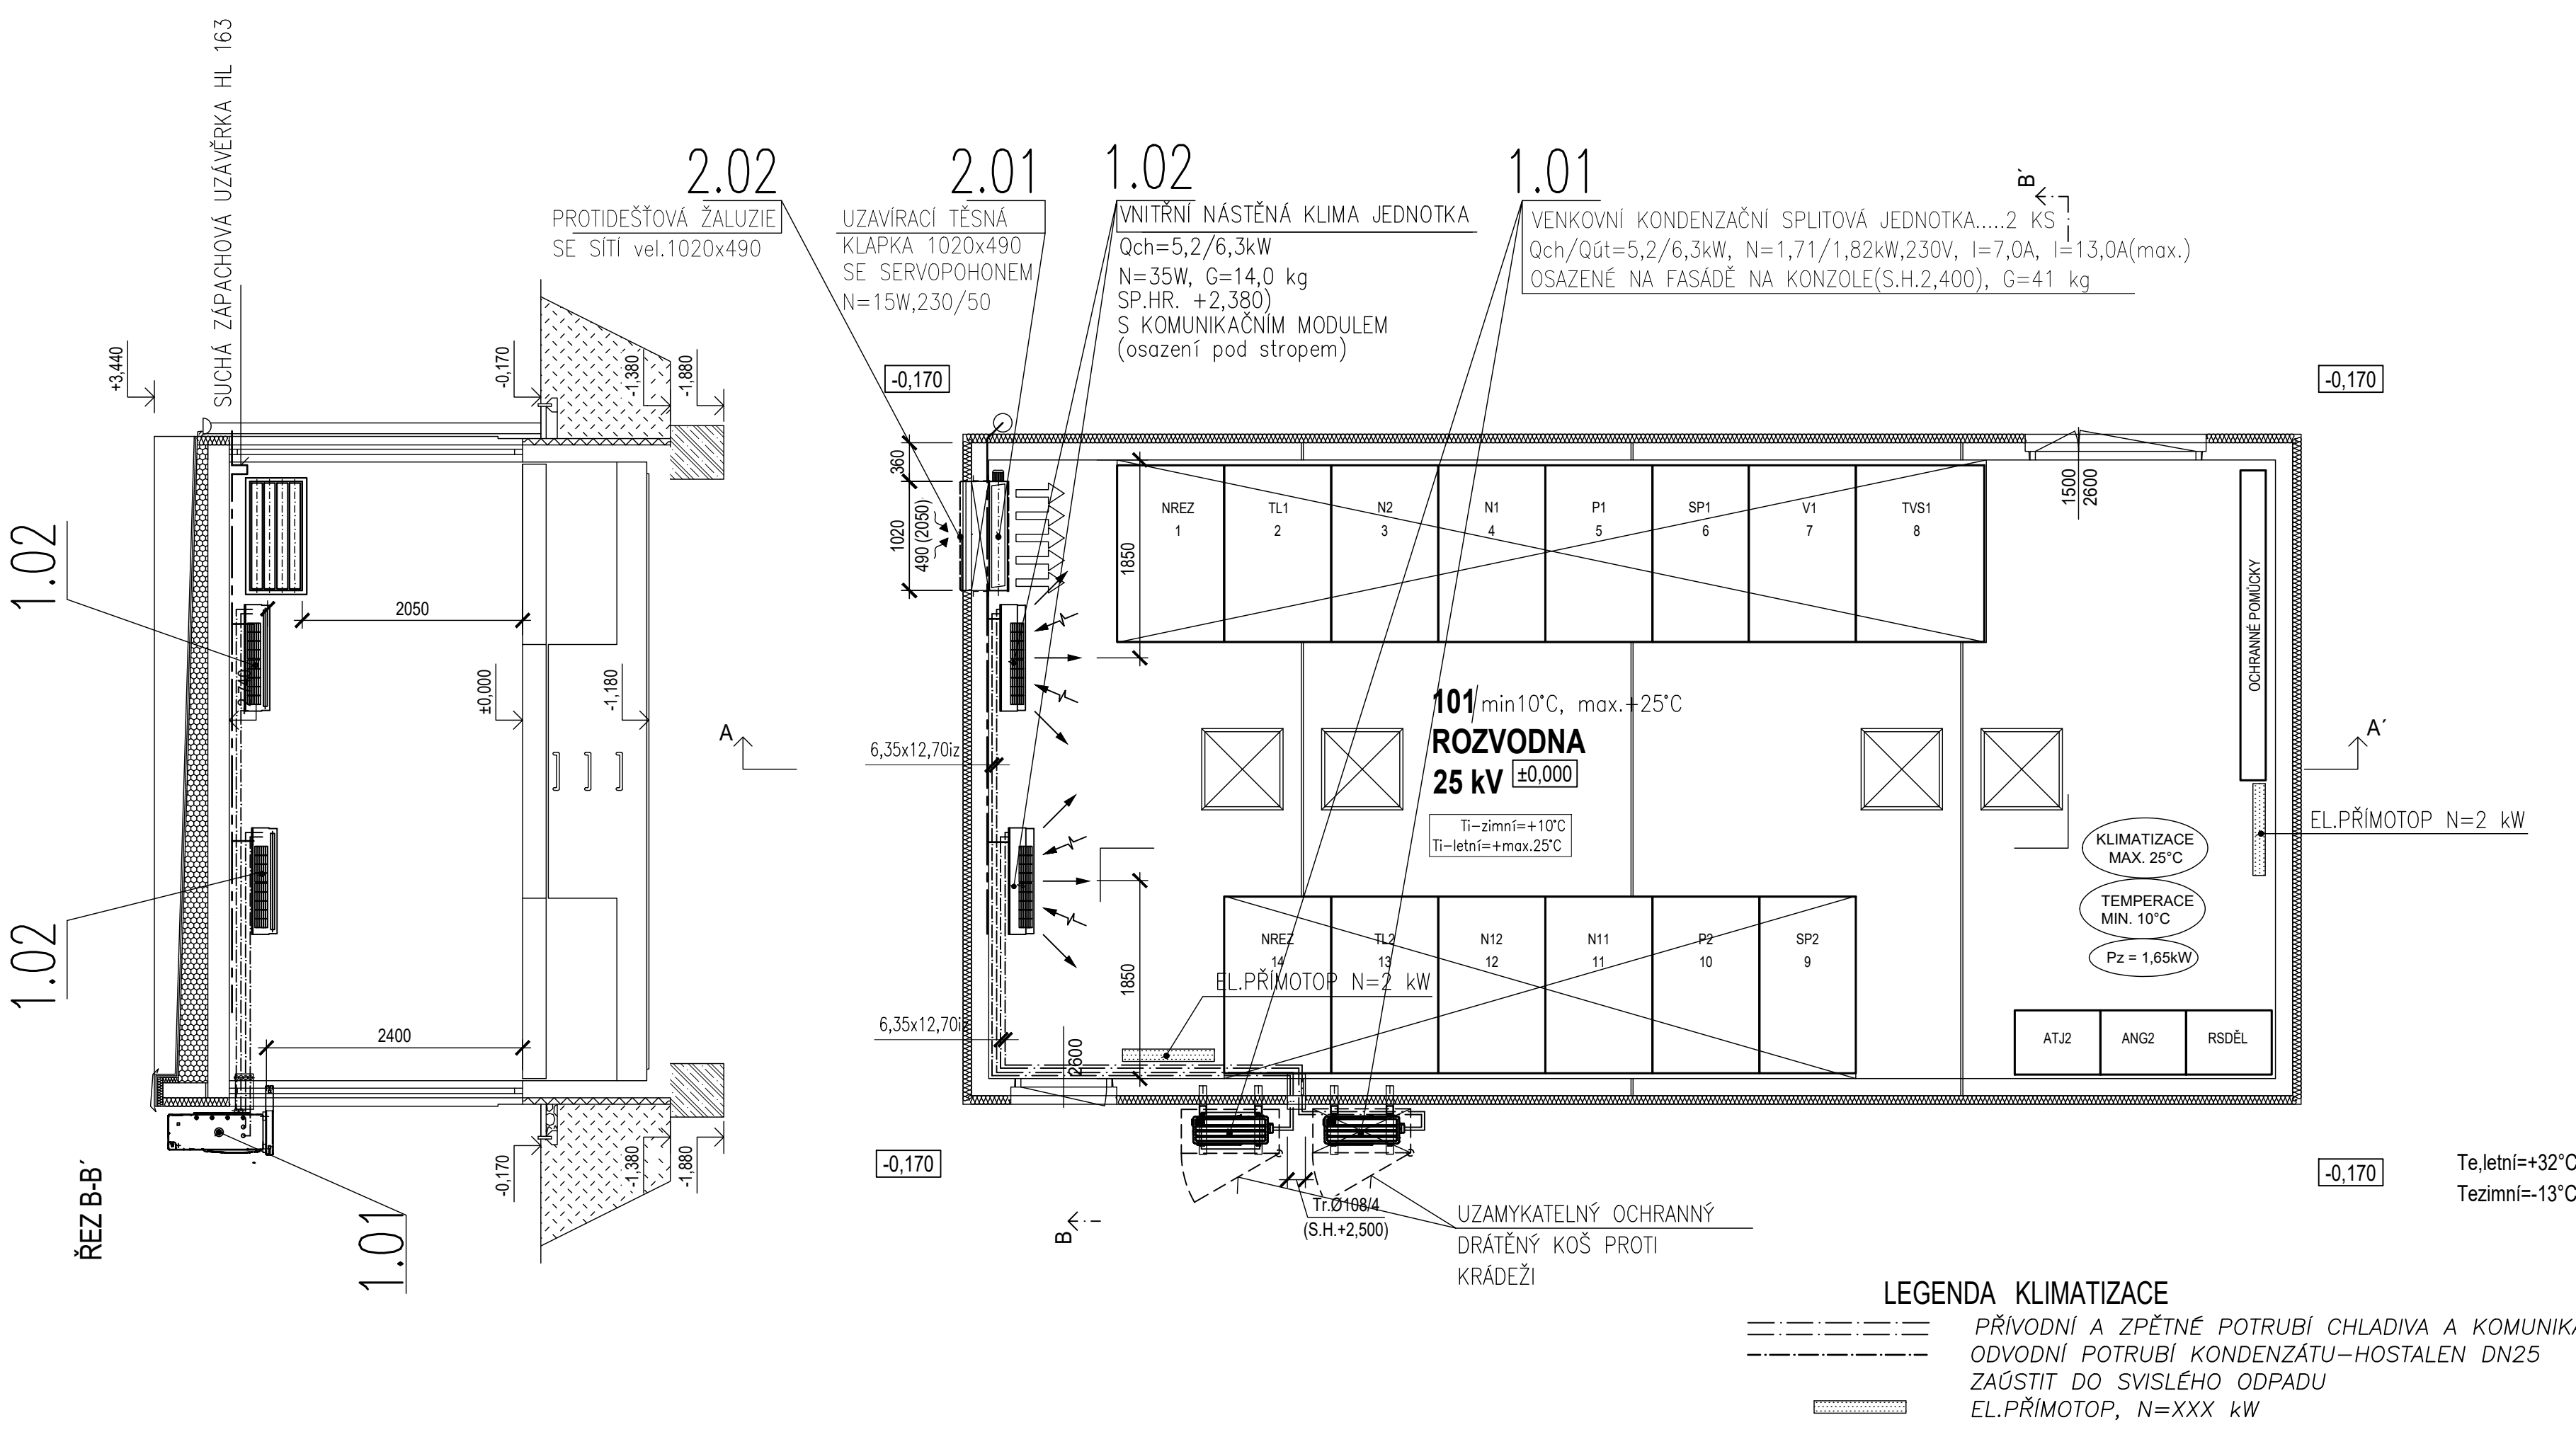 SUCHÁ ZÁPACHOVÁ UZÁVĚRKA HL 163
+3,440
-0,170
-1,380
-1,880
1.02
2050
±0,000
-1,180
1.02
2400
-0,170
-1,380
-1,880
1.01
ŘEZ B-B´
2.02
PROTIDEŠŤOVÁ ŽALUZIE
SE SÍTÍ vel.1020x490
2.01
UZAVÍRACÍ TĚSNÁ
KLAPKA 1020x490
SE SERVOPOHONEM
N=15W,230/50
1.02
VNITŘNÍ NÁSTĚNÁ KLIMA JEDNOTKA
Qch=5,2/6,3kW
N=35W, G=14,0 kg
SP.HR. +2,380)
S KOMUNIKAČNÍM MODULEM
(osazení pod stropem)
1.01
VENKOVNÍ KONDENZAČNÍ SPLITOVÁ JEDNOTKA.....2 KS
Qch/Qút=5,2/6,3kW, N=1,71/1,82kW,230V, I=7,0A, I=13,0A(max.)
OSAZENÉ NA FASÁDĚ NA KONZOLE(S.H.2,400), G=41 kg
B´
-0,170
-0,170
360
1020
490 (2050)
1850
NREZ
1
TL1
2
N2
3
N1
4
P1
5
SP1
6
V1
7
TVS1
8
1500
2600
OCHRANNÉ POMŮCKY
A
A´
6,35x12,70iz
101 min10°C, max.+25°C
ROZVODNA
25 kV ±0,000
Ti-zimní=+10°C
Ti-letní=+max.25°C
EL.PŘÍMOTOP N=2 kW
KLIMATIZACE
MAX. 25°C
TEMPERACE
MIN. 10°C
Pz = 1,65kW
NREZ
14
TL2
13
N12
12
N11
11
P2
10
SP2
9
1850
EL.PŘÍMOTOP N=2 kW
6,35x12,70iz
2600
ATJ2
ANG2
RSDĚL
-0,170
-0,170
Te,letní=+32°C
Tezimní=-13°C
B
Tr.Ø108/4
(S.H.+2,500)
UZAMYKATELNÝ OCHRANNÝ
DRÁTĚNÝ KOŠ PROTI
KRÁDEŽI
LEGENDA KLIMATIZACE
PŘÍVODNÍ A ZPĚTNÉ POTRUBÍ CHLADIVA A KOMUNIKA
ODVODNÍ POTRUBÍ KONDENZÁTU-HOSTALEN DN25
ZAÚSTIT DO SVISLÉHO ODPADU
EL.PŘÍMOTOP, N=XXX kW